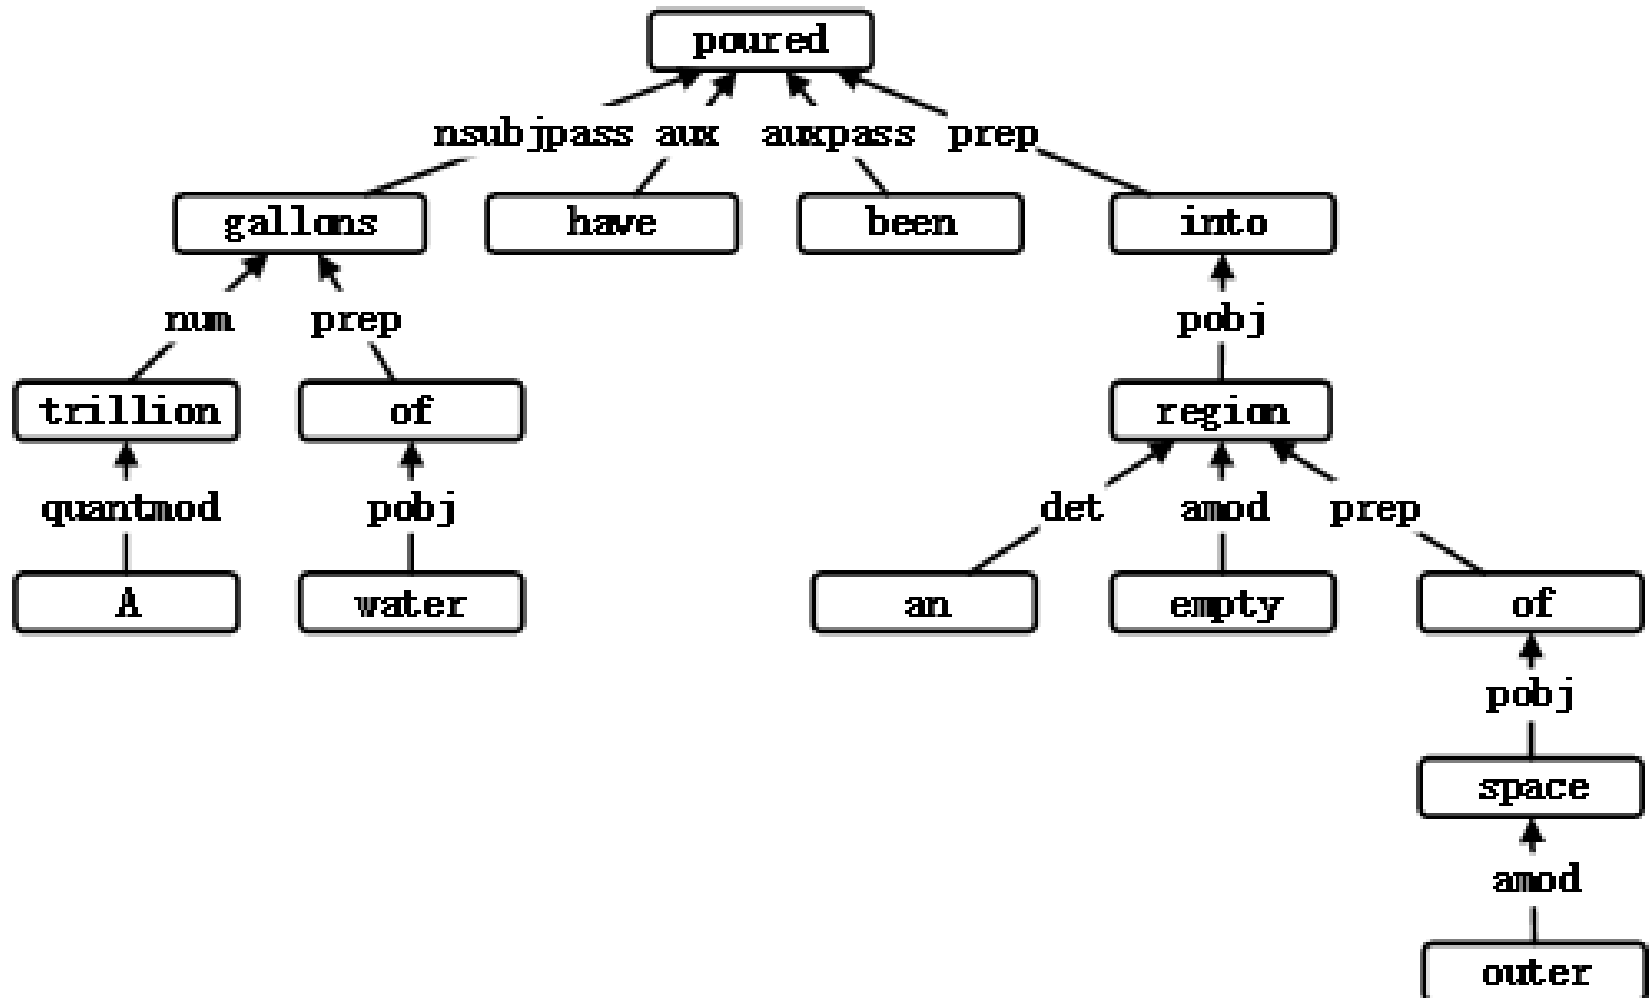 poured
nsubjpass aux auxpass prep
gallons have been into
num prep pobj
trillion of region
quantmod pobj det amod prep
A water an empty of
pobj
space
amod
outer